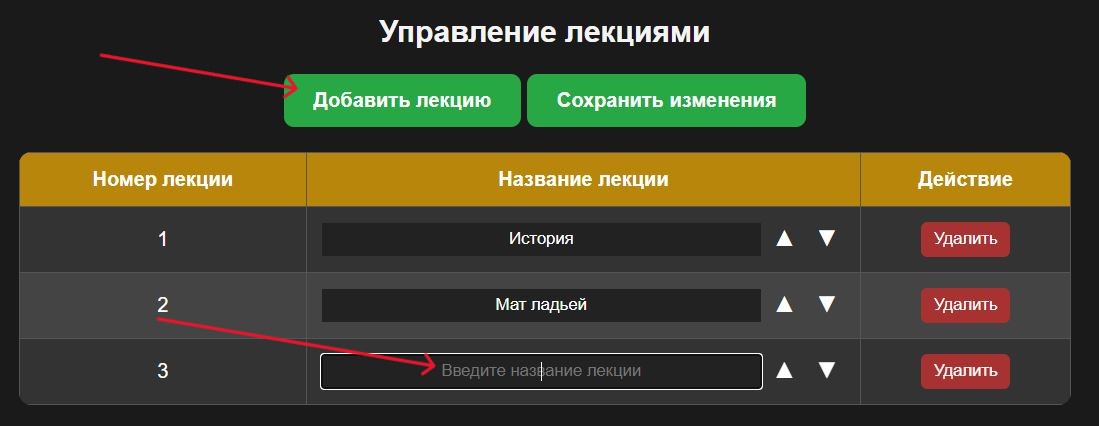 Управление лекциями
Добавить лекцию Сохранить изменения
Номер лекции Название лекции Действие
1 История ▲ ▼ Удалить
2 Мат ладьей ▲ ▼ Удалить
3 Введите название лекции ▲ ▼ Удалить